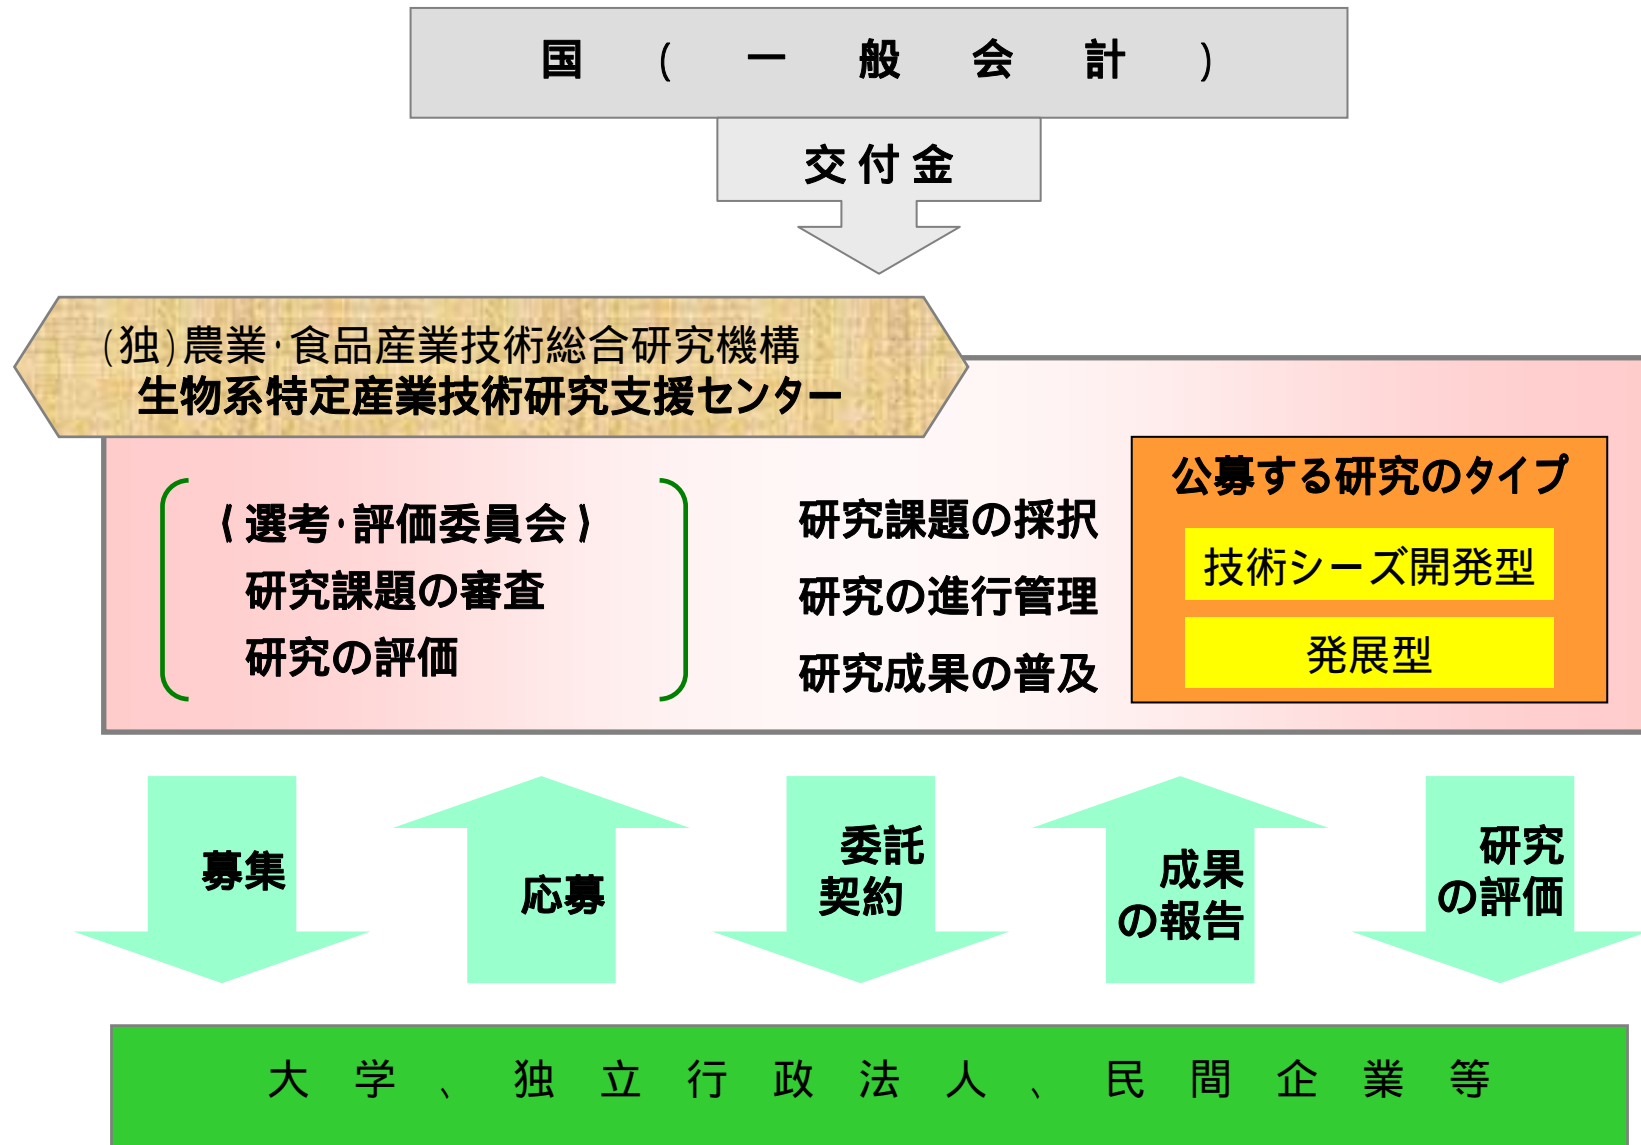 国(一般会計)
交付金
(独)農業・食品産業技術総合研究機構
生物系特定産業技術研究支援センター
〈選考・評価委員会〉
研究課題の審査
研究の評価
研究課題の採択
研究の進行管理
研究成果の普及
公募する研究のタイプ
技術シーズ開発型
発展型
募集
応募
委託
契約
成果
の報告
研究
の評価
大学、独立行政法人、民間企業等